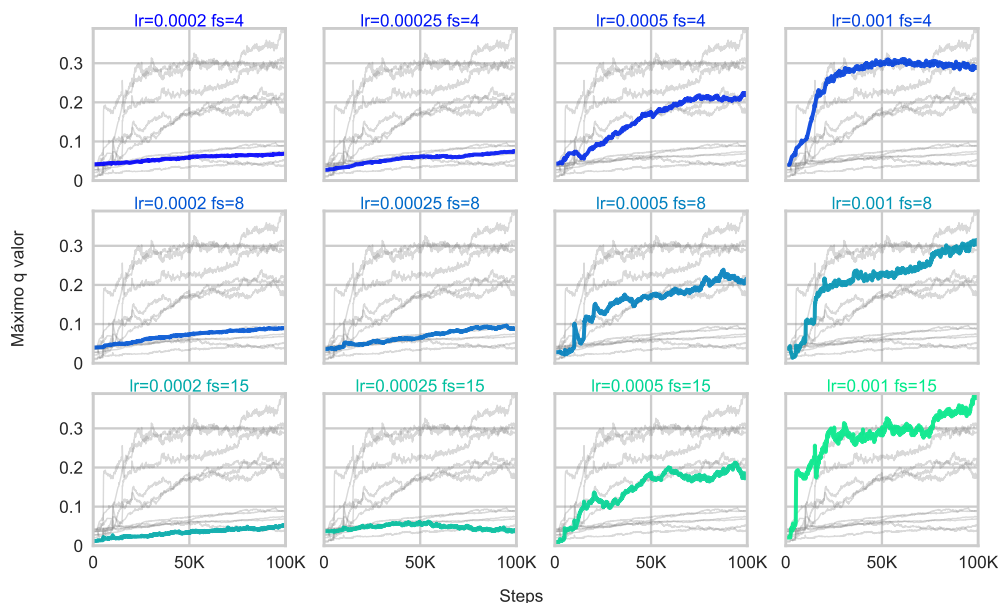 lr=0.0002 fs=4 lr=0.00025 fs=4 lr=0.0005 fs=4 lr=0.001 fs=4
0.3
0.2
0.1
0
lr=0.0002 fs=8 lr=0.00025 fs=8 lr=0.0005 fs=8 lr=0.001 fs=8
0.3
0.2
0.1
0
Máximo q valor
lr=0.0002 fs=15 lr=0.00025 fs=15 lr=0.0005 fs=15 lr=0.001 fs=15
0.3
0.2
0.1
0
0 50K 100K 0 50K 100K 0 50K 100K 0 50K 100K
Steps